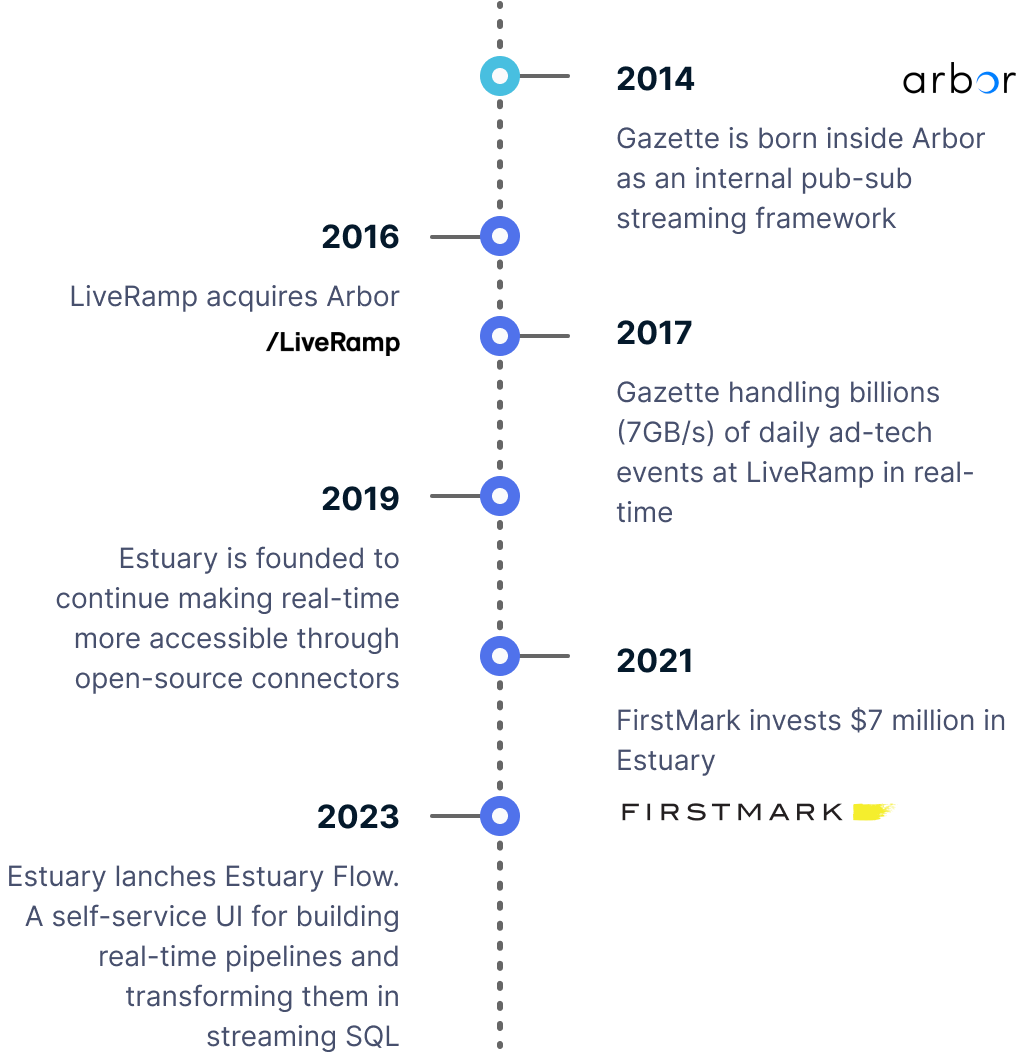 2014
arbor
Gazette is born inside Arbor
as an internal pub-sub
streaming framework
2016
LiveRamp acquires Arbor
/LiveRamp
2017
Gazette handling billions
(7GB/s) of daily ad-tech
events at LiveRamp in real-
time
2019
Estuary is founded to
continue making real-time
more accessible through
open-source connectors
2021
FirstMark invests $7 million in
Estuary
FIRSTMARK
2023
Estuary lanches Estuary Flow.
A self-service UI for building
real-time pipelines and
transforming them in
streaming SQL